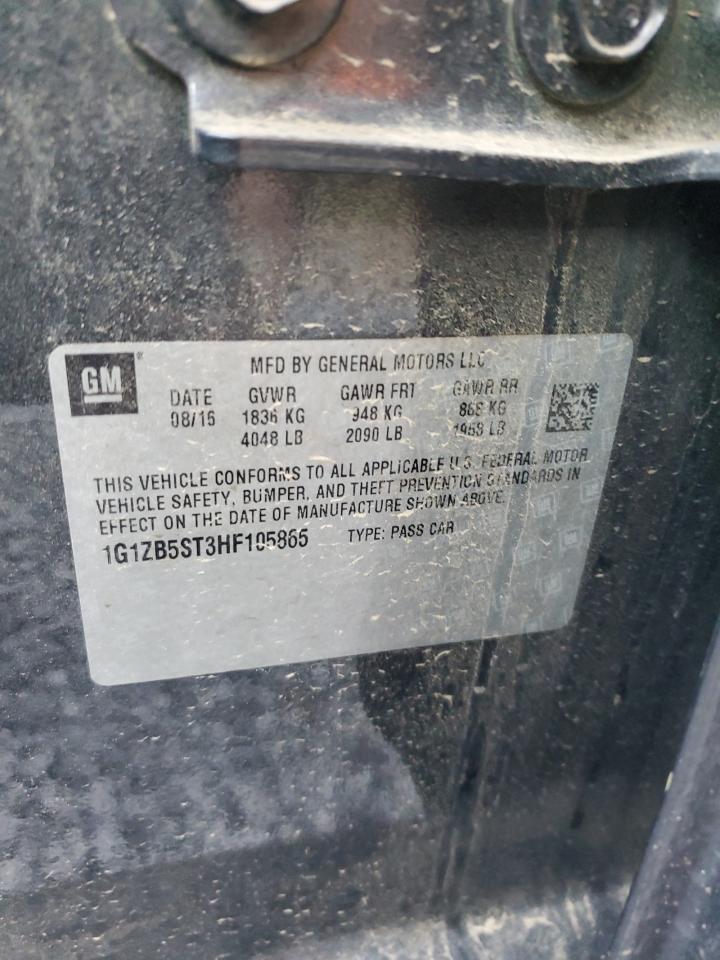 GM
MFD BY GENERAL MOTORS LLC
DATE GVWR GAWR FRT GAWR RR
08/16 1836 KG 948 KG 888 KG
4048 LB 2090 LB 1958 LB
THIS VEHICLE CONFORMS TO ALL APPLICABLE U.S. FEDERAL MOTOR
VEHICLE SAFETY, BUMPER, AND THEFT PREVENTION STANDARDS IN
EFFECT ON THE DATE OF MANUFACTURE SHOWN ABOVE.
1G1ZB5ST3HF105865 TYPE: PASS CAR